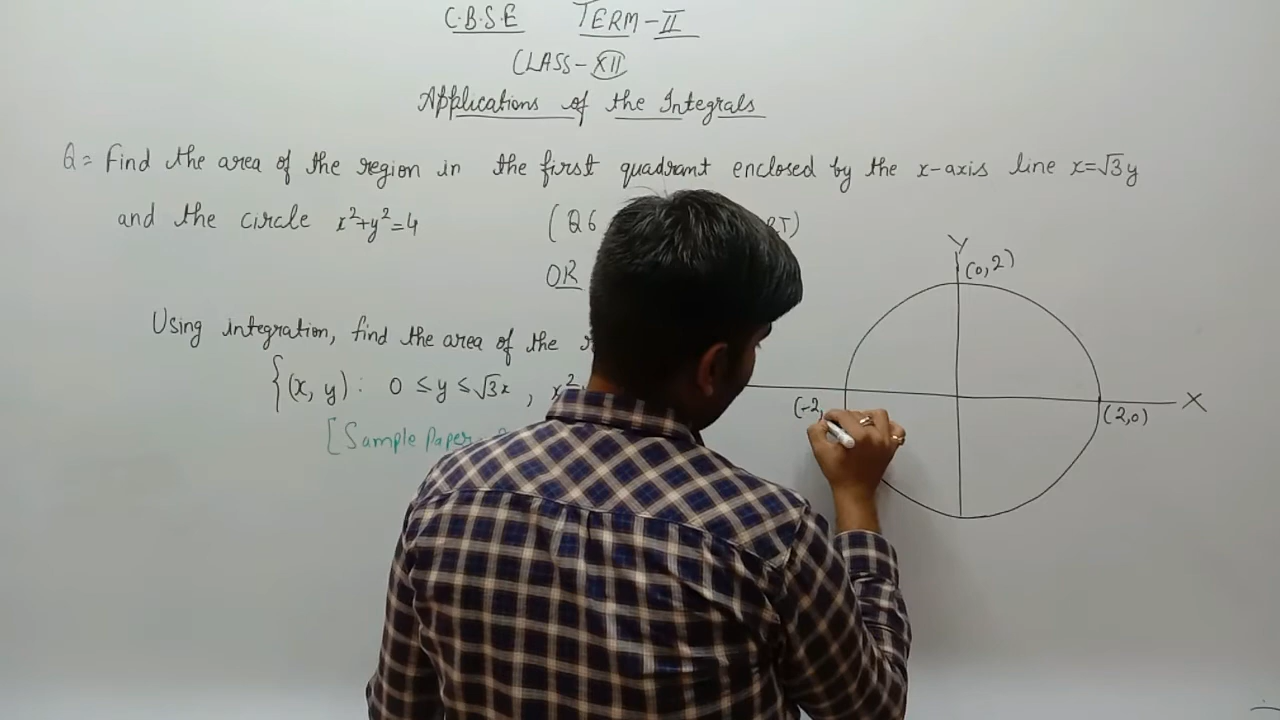 C.B.S.E TERM-II
CLASS-XII
Applications of the Integrals
Q= Find the area of the region in the first quadrant enclosed by the x-axis line x=√3y
and the circle x²+y²=4
(Q6
OR
Using integration, find the area of the
{(x, y): 0 ≤ y ≤ √3x, x²
[Sample Paper
Y
(0,2)
(-2,
(2,0)
X